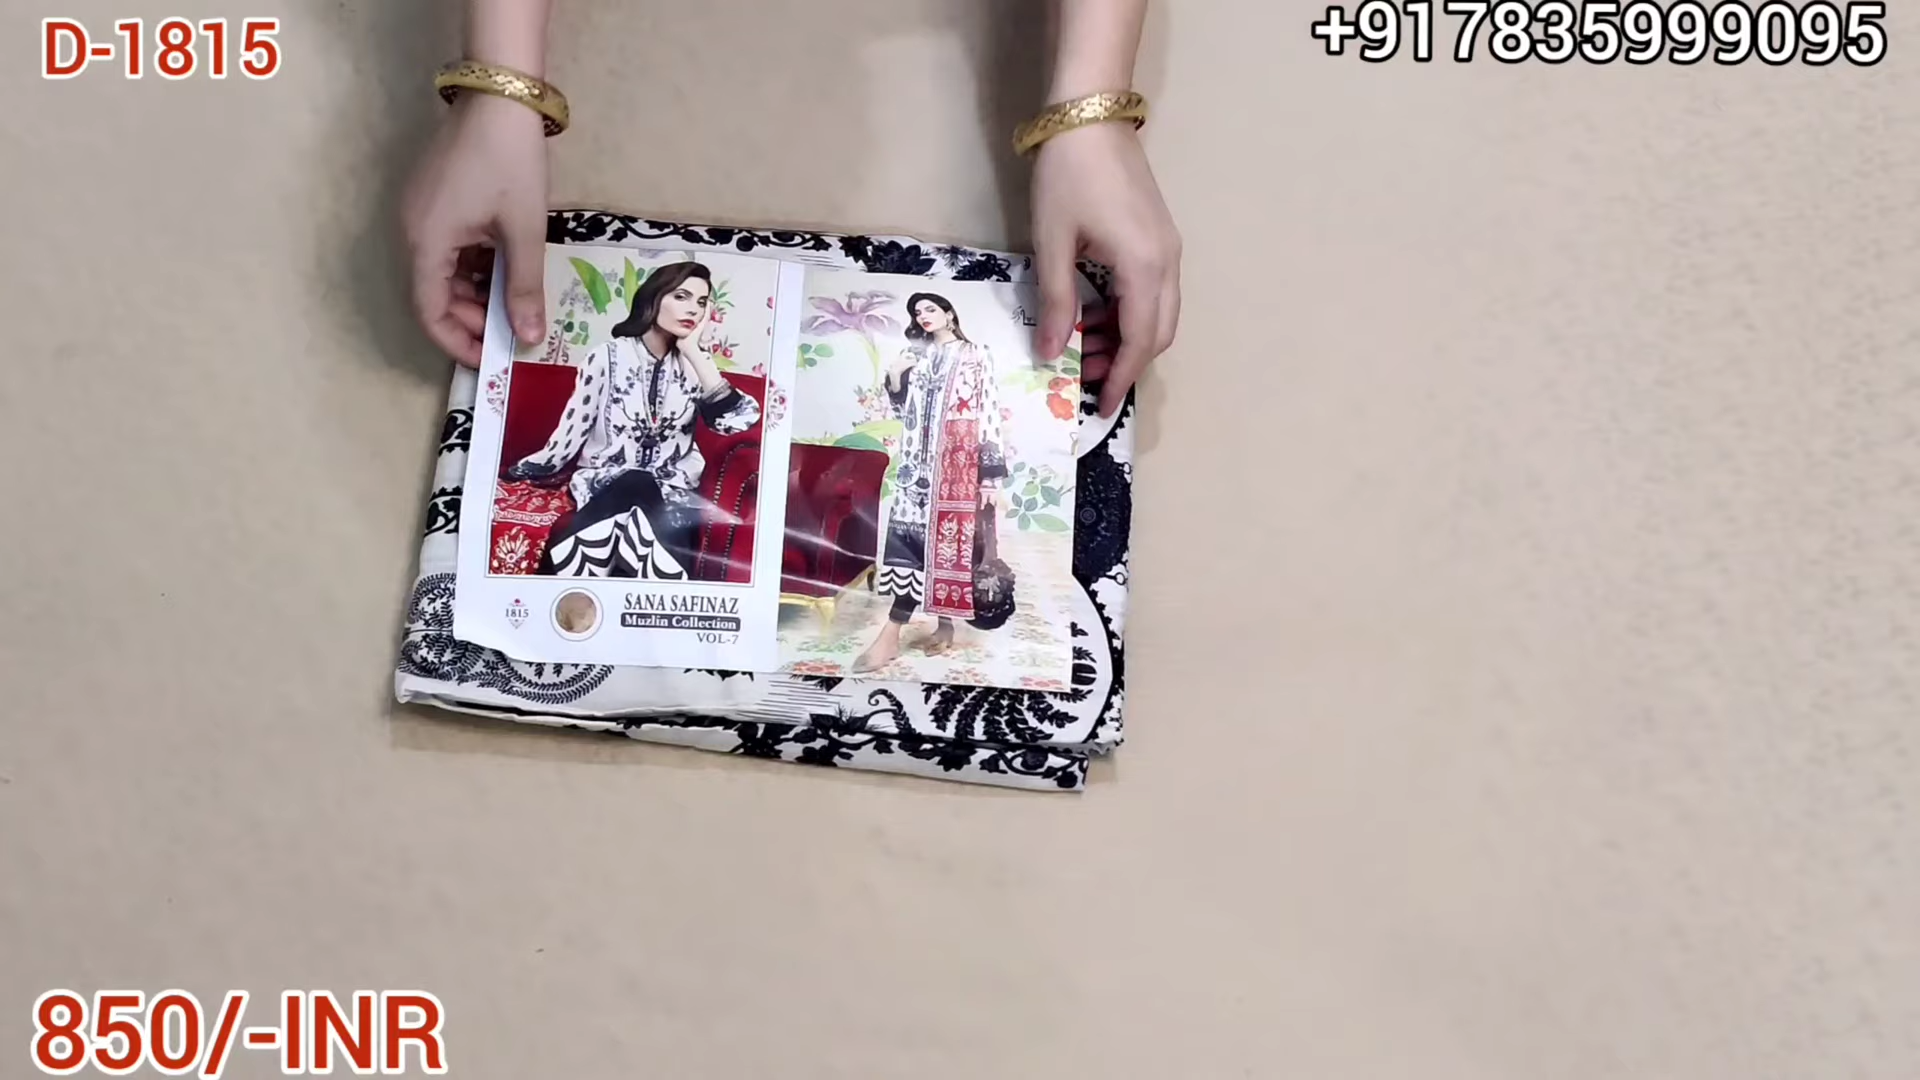 D-1815
+917835999095
1815
SANA SAFINAZ
Muzlin Collection
VOL-7
850/-INR